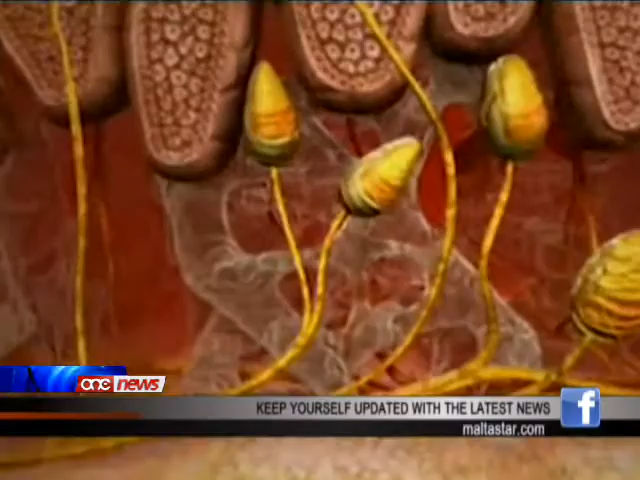 one news
KEEP YOURSELF UPDATED WITH THE LATEST NEWS
f
maltastar.com